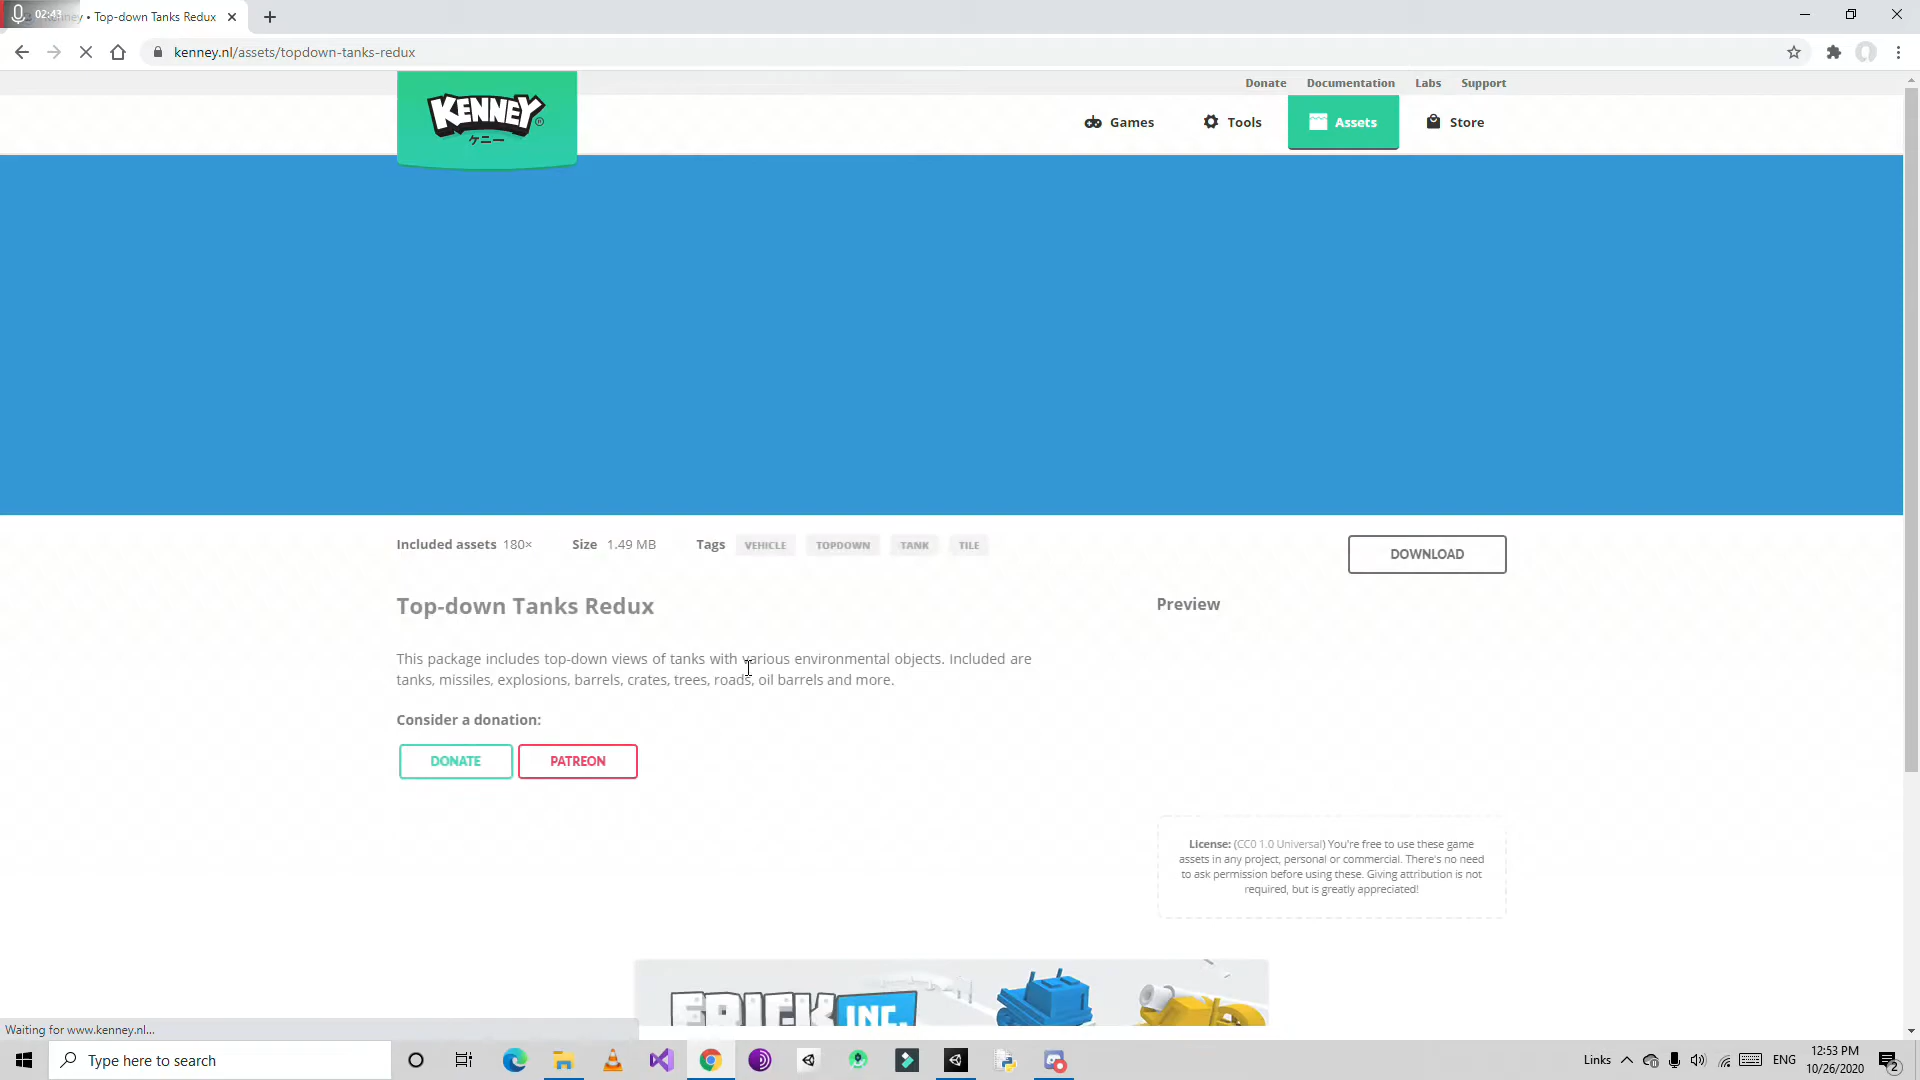 02:43
• Top-down Tanks Redux
kenney.nl/assets/topdown-tanks-redux
Donate Documentation Labs Support
KENNEY
ケニー
Games Tools Assets Store
Included assets 180× Size 1.49 MB Tags VEHICLE TOPDOWN TANK TILE
DOWNLOAD
Top-down Tanks Redux
Preview
This package includes top-down views of tanks with various environmental objects. Included are
tanks, missiles, explosions, barrels, crates, trees, roads, oil barrels and more.
Consider a donation:
DONATE PATREON
License: (CC0 1.0 Universal) You're free to use these game
assets in any project, personal or commercial. There's no need
to ask permission before using these. Giving attribution is not
required, but is greatly appreciated!
INC.
Waiting for www.kenney.nl...
Type here to search
Links ENG
12:53 PM
10/26/2020
2